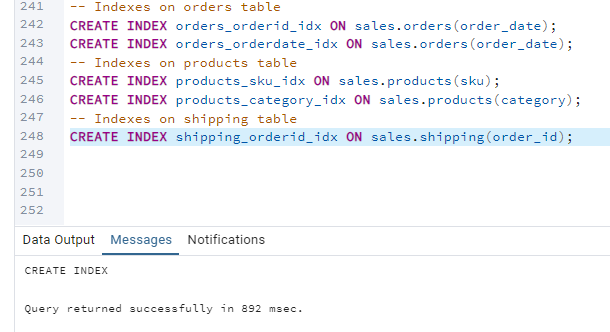 241 -- Indexes on orders table
242 CREATE INDEX orders_orderid_idx ON sales.orders(order_date);
243 CREATE INDEX orders_orderdate_idx ON sales.orders(order_date);
244 -- Indexes on products table
245 CREATE INDEX products_sku_idx ON sales.products(sku);
246 CREATE INDEX products_category_idx ON sales.products(category);
247 -- Indexes on shipping table
248 CREATE INDEX shipping_orderid_idx ON sales.shipping(order_id);
249
250
251
252
Data Output Messages Notifications
CREATE INDEX
Query returned successfully in 892 msec.